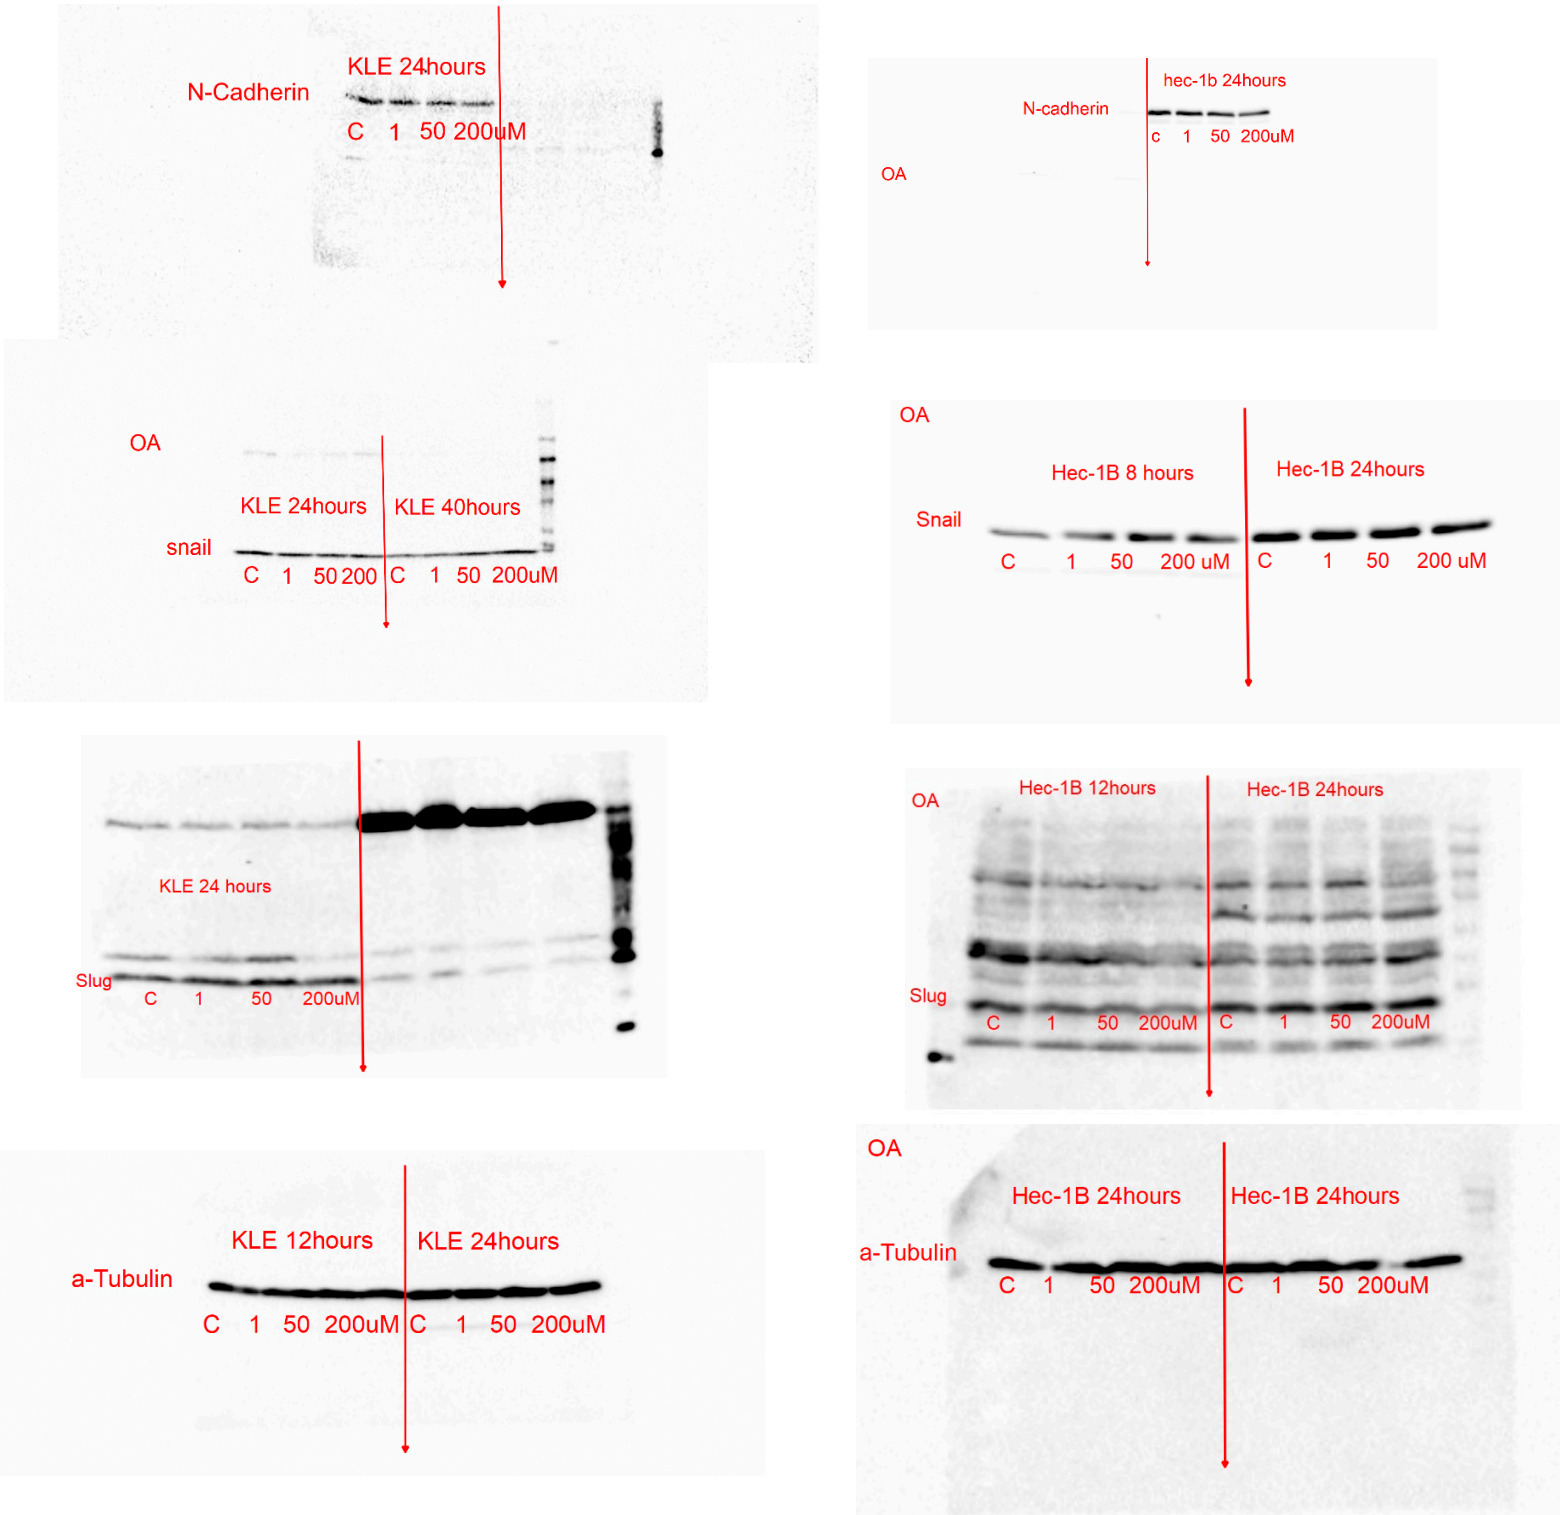 KLE 24hours
N-Cadherin
C 1 50 200uM
hec-1b 24hours
N-cadherin
c 1 50 200uM
OA
OA
KLE 24hours KLE 40hours
snail
C 1 50 200 C 1 50 200uM
OA
Hec-1B 8 hours Hec-1B 24hours
Snail
C 1 50 200 uM C 1 50 200 uM
KLE 24 hours
Slug
C 1 50 200uM
Hec-1B 12hours Hec-1B 24hours
OA
Slug
C 1 50 200uM C 1 50 200uM
KLE 12hours KLE 24hours
a-Tubulin
C 1 50 200uM C 1 50 200uM
OA
Hec-1B 24hours Hec-1B 24hours
a-Tubulin
C 1 50 200uM C 1 50 200uM